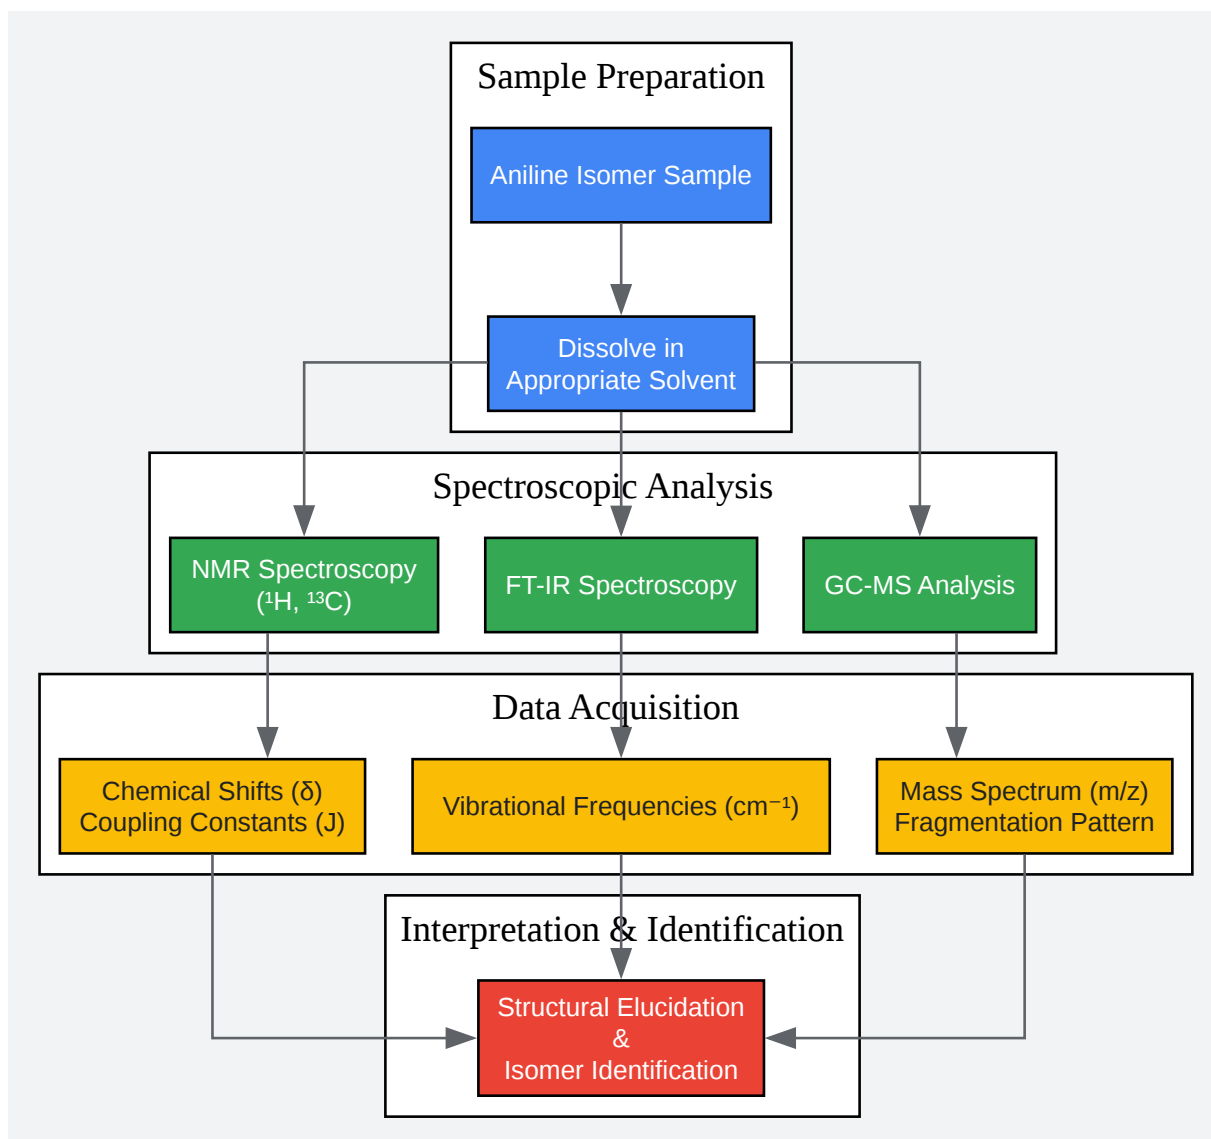 Sample Preparation
Aniline Isomer Sample
Dissolve in
Appropriate Solvent
Spectroscopic Analysis
NMR Spectroscopy
(¹H, ¹³C)
FT-IR Spectroscopy
GC-MS Analysis
Data Acquisition
Chemical Shifts (δ)
Coupling Constants (J)
Vibrational Frequencies (cm⁻¹)
Mass Spectrum (m/z)
Fragmentation Pattern
Interpretation & Identification
Structural Elucidation
&
Isomer Identification